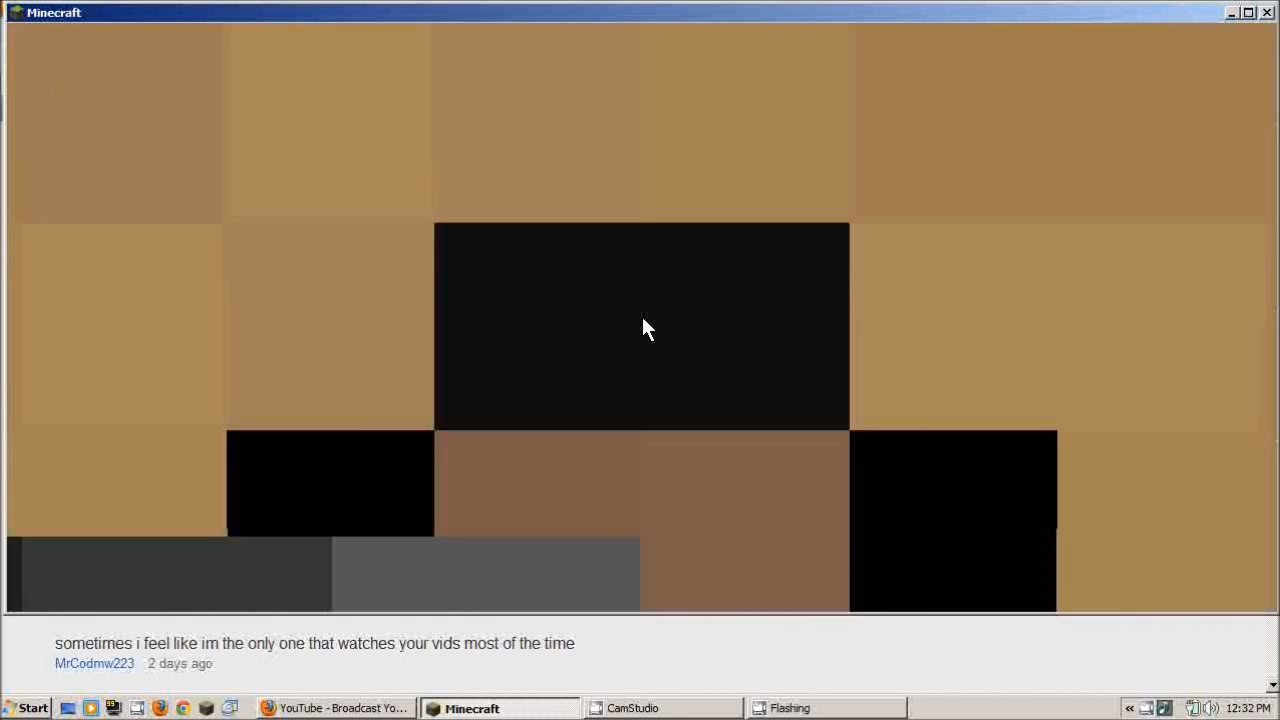 Minecraft
sometimes i feel like im the only one that watches your vids most of the time
MrCodmw223 2 days ago
Start YouTube - Broadcast Yo... Minecraft CamStudio Flashing « 12:32 PM